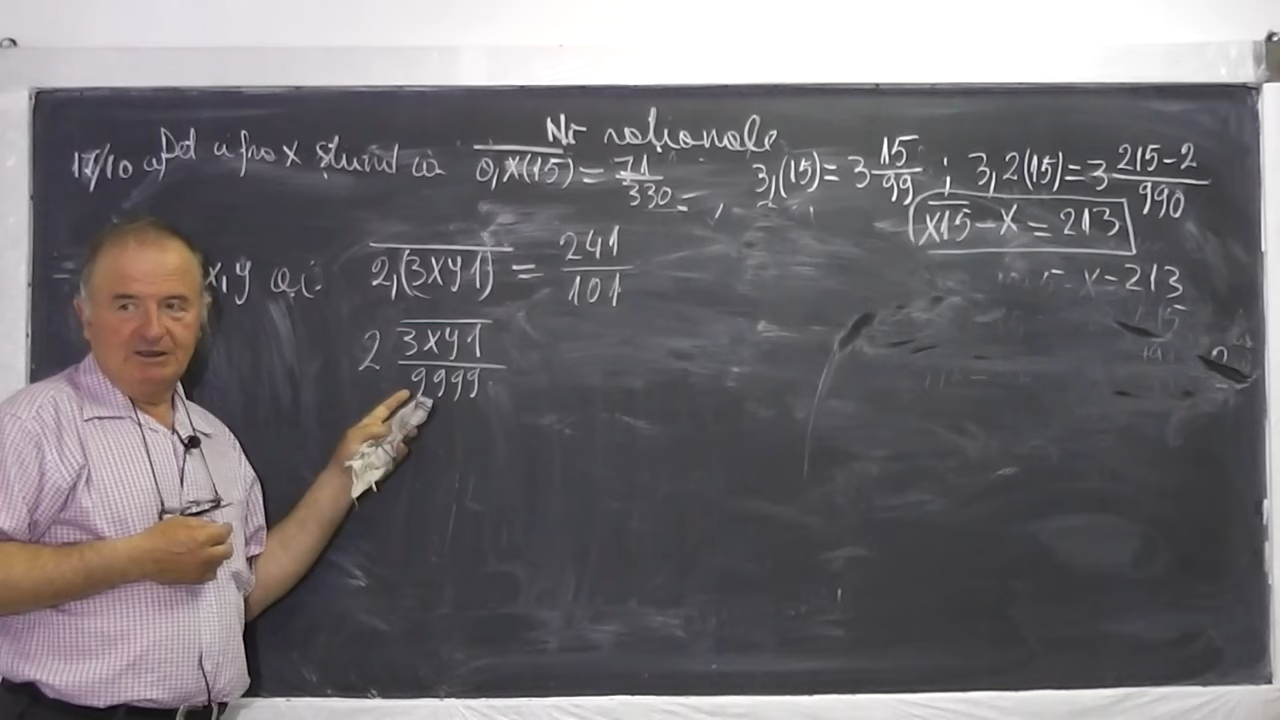 Nr raționale
17/10 a) Det cifra x știind că 0,x(15) = 71/330 3,(15) = 3 15/99 ; 3,2(15) = 3 215-2/990
x15 - x = 213
x,y a.î. 2,(3xy1) = 241/101
- x = 213
2 3xy1/9999